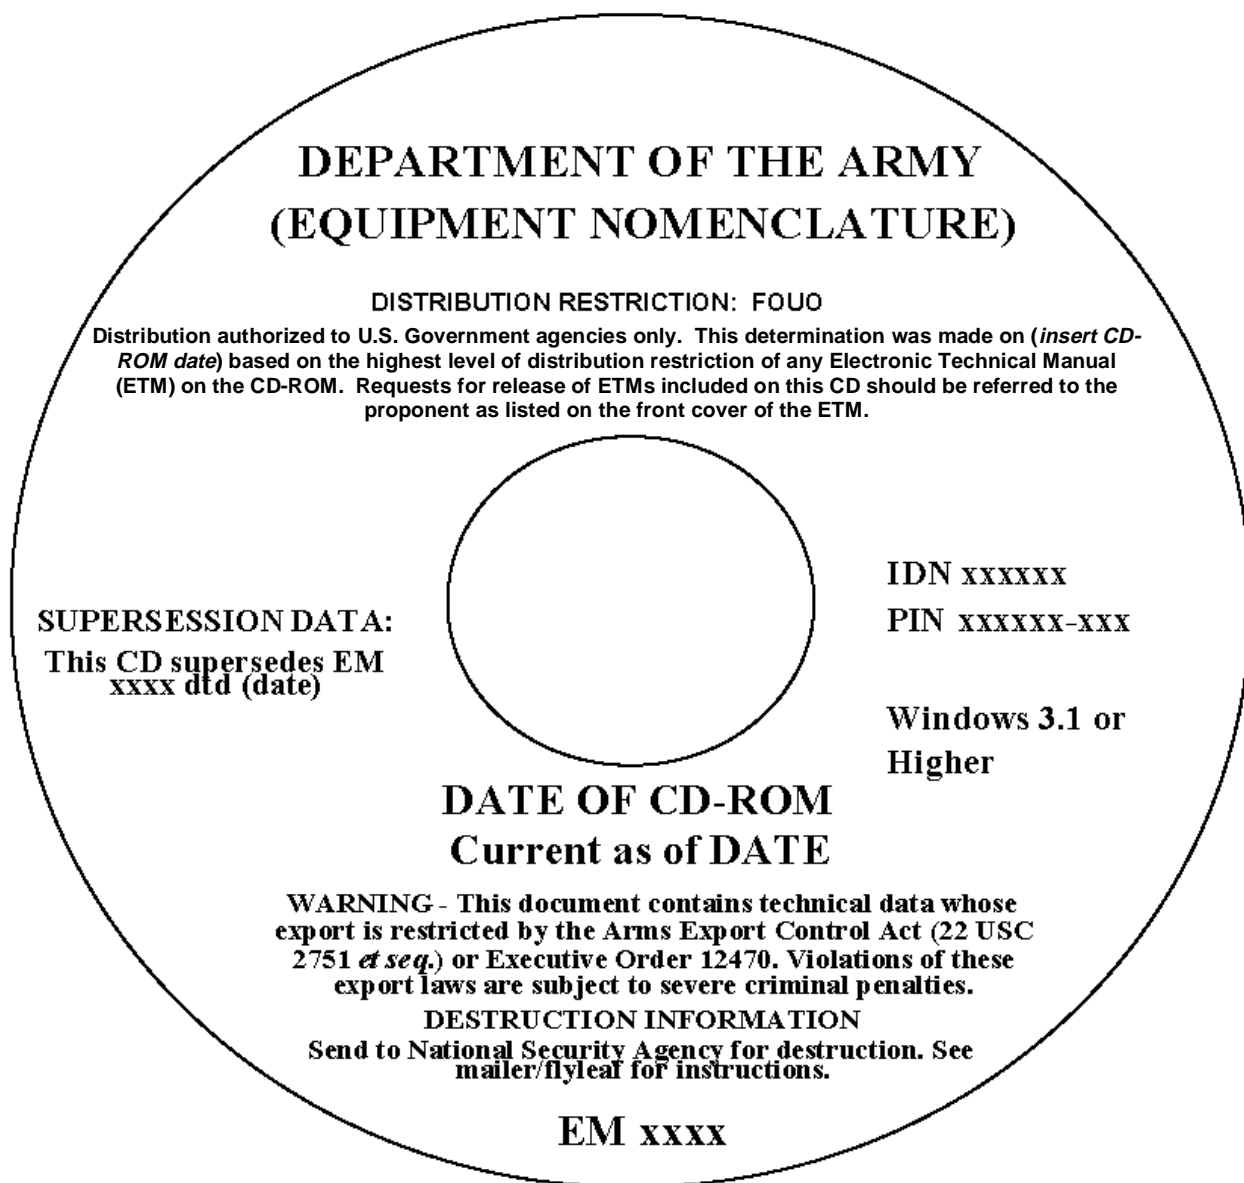 DEPARTMENT OF THE ARMY
(EQUIPMENT NOMENCLATURE)
DISTRIBUTION RESTRICTION: FOUO
Distribution authorized to U.S. Government agencies only. This determination was made on (insert CD-
ROM date) based on the highest level of distribution restriction of any Electronic Technical Manual
(ETM) on the CD-ROM. Requests for release of ETMs included on this CD should be referred to the
proponent as listed on the front cover of the ETM.
SUPERSESSION DATA:
This CD supersedes EM
xxxx dtd (date)
IDN xxxxxx
PIN xxxxxx-xxx
Windows 3.1 or
Higher
DATE OF CD-ROM
Current as of DATE
WARNING - This document contains technical data whose
export is restricted by the Arms Export Control Act (22 USC
2751 et seq.) or Executive Order 12470. Violations of these
export laws are subject to severe criminal penalties.
DESTRUCTION INFORMATION
Send to National Security Agency for destruction. See
mailer/flyleaf for instructions.
EM xxxx